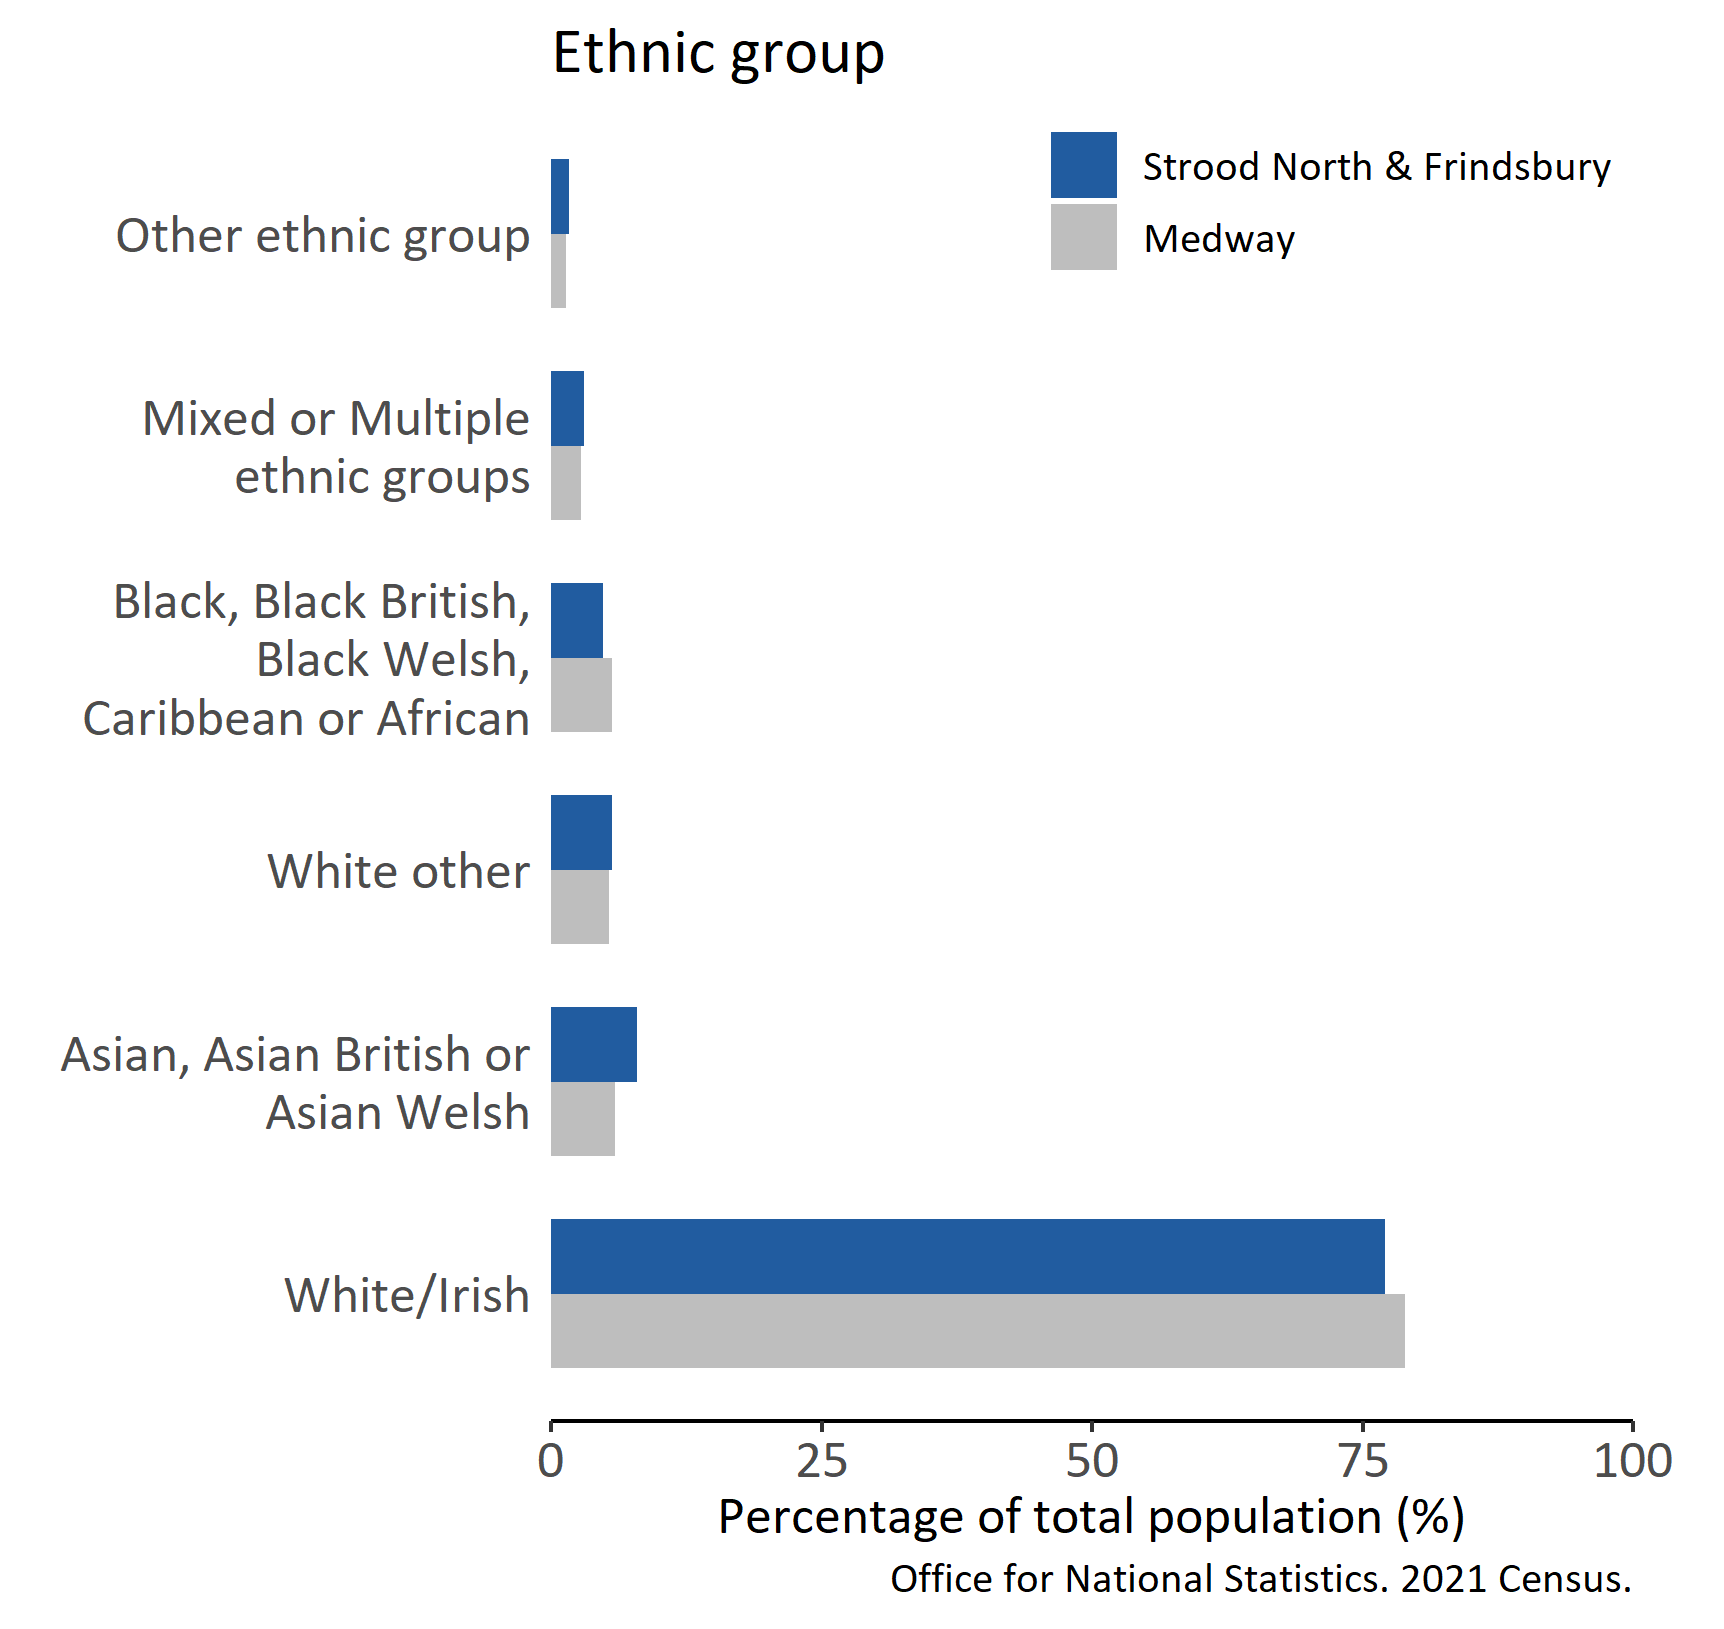 Ethnic group
Strood North & Frindsbury
Medway
Other ethnic group
Mixed or Multiple
ethnic groups
Black, Black British,
Black Welsh,
Caribbean or African
White other
Asian, Asian British or
Asian Welsh
White/Irish
0 25 50 75 100
Percentage of total population (%)
Office for National Statistics. 2021 Census.